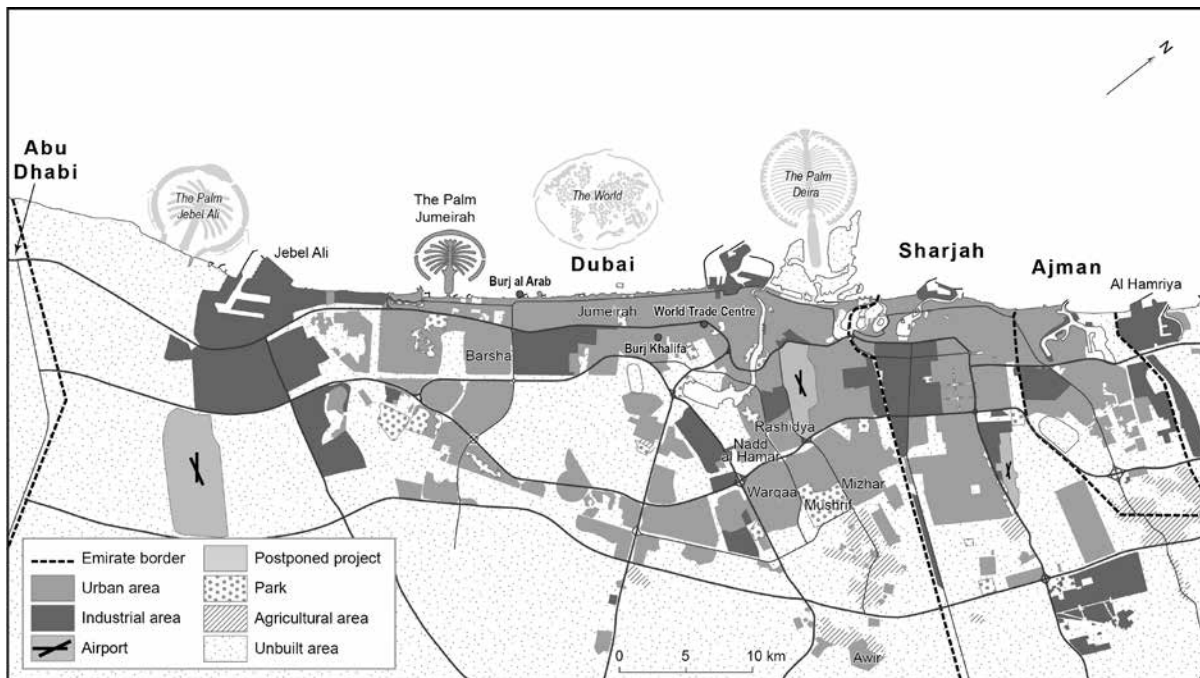 N
Abu
Dhabi
The Palm
Jebel Ali
The Palm
Jumeirah
The World
The Palm
Deira
Jebel Ali
Burj al Arab
Dubai
Sharjah
Ajman
Al Hamriya
Jumeirah
World Trade Centre
Barsha
Burj Khalifa
Rashidya
Nadd
al Hamar
Warqaa
Mizhar
Mushrif
Awir
Emirate border
Postponed project
Urban area
Park
Industrial area
Agricultural area
Airport
Unbuilt area
0 5 10 km